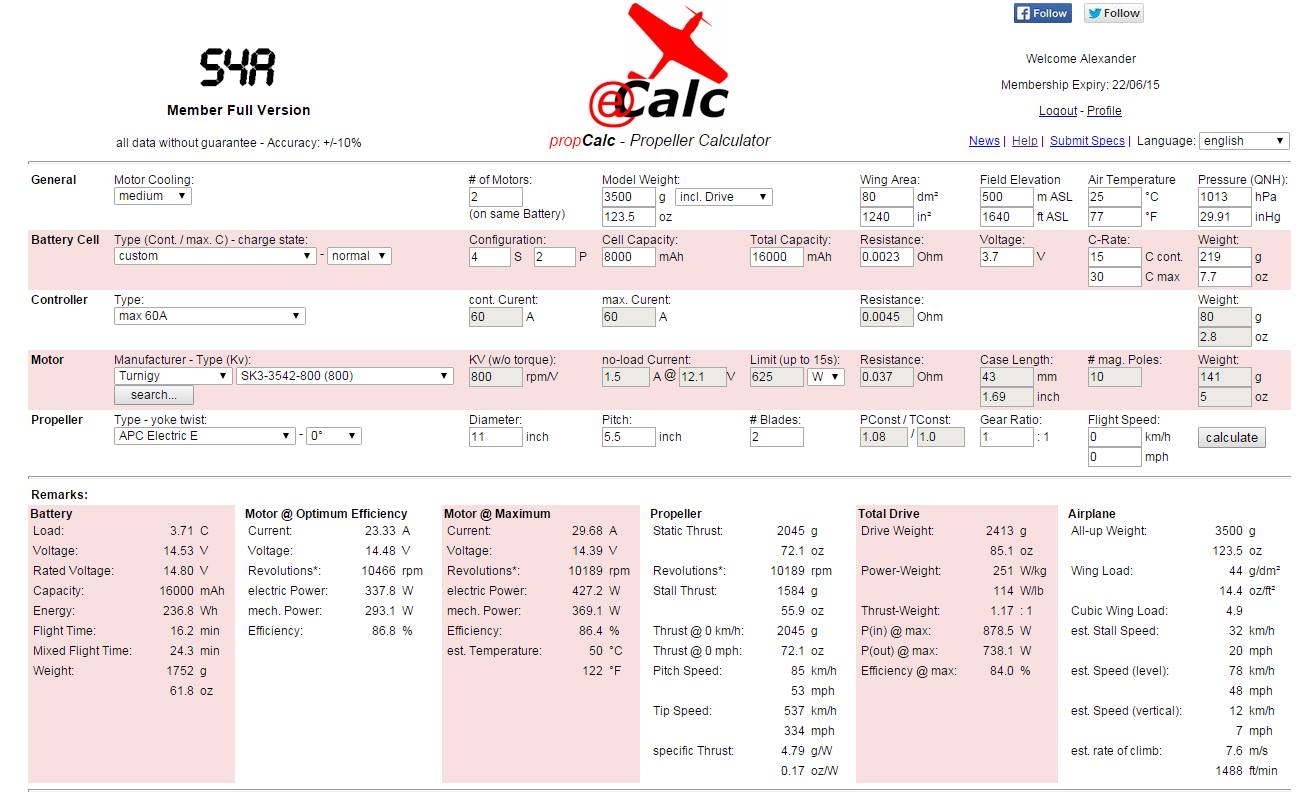 Follow Follow
S4A
Member Full Version
all data without guarantee - Accuracy: +/-10%
@eCalc
propCalc - Propeller Calculator
Welcome Alexander
Membership Expiry: 22/06/15
Logout - Profile
News | Help | Submit Specs | Language: english
General Motor Cooling: # of Motors: Model Weight: Wing Area: Field Elevation Air Temperature Pressure (QNH):
medium 2 3500 g incl. Drive 80 dm² 500 m ASL 25 °C 1013 hPa
(on same Battery) 123.5 oz 1240 in² 1640 ft ASL 77 °F 29.91 inHg
Battery Cell Type (Cont. / max. C) - charge state: Configuration: Cell Capacity: Total Capacity: Resistance: Voltage: C-Rate: Weight:
custom - normal 4 S 2 P 8000 mAh 16000 mAh 0.0023 Ohm 3.7 V 15 C cont. 219 g
30 C max 7.7 oz
Controller Type: cont. Curent: max. Curent: Resistance: Weight:
max 60A 60 A 60 A 0.0045 Ohm 80 g
2.8 oz
Motor Manufacturer - Type (Kv): KV (w/o torque): no-load Current: Limit (up to 15s): Resistance: Case Length: # mag. Poles: Weight:
Turnigy SK3-3542-800 (800) 800 rpm/V 1.5 A @ 12.1 V 625 W 0.037 Ohm 43 mm 10 141 g
search... 1.69 inch 5 oz
Propeller Type - yoke twist: Diameter: Pitch: # Blades: PConst / TConst: Gear Ratio: Flight Speed:
APC Electric E - 0° 11 inch 5.5 inch 2 1.08 / 1.0 1 : 1 0 km/h calculate
0 mph
Remarks:
Battery Motor @ Optimum Efficiency Motor @ Maximum Propeller Total Drive Airplane
Load: 3.71 C Current: 23.33 A Current: 29.68 A Static Thrust: 2045 g Drive Weight: 2413 g All-up Weight: 3500 g
Voltage: 14.53 V Voltage: 14.48 V Voltage: 14.39 V 72.1 oz 85.1 oz 123.5 oz
Rated Voltage: 14.80 V Revolutions*: 10466 rpm Revolutions*: 10189 rpm Revolutions*: 10189 rpm Power-Weight: 251 W/kg Wing Load: 44 g/dm²
Capacity: 16000 mAh electric Power: 337.8 W electric Power: 427.2 W Stall Thrust: 1584 g 114 W/lb 14.4 oz/ft²
Energy: 236.8 Wh mech. Power: 293.1 W mech. Power: 369.1 W 55.9 oz Thrust-Weight: 1.17 : 1 Cubic Wing Load: 4.9
Flight Time: 16.2 min Efficiency: 86.8 % Efficiency: 86.4 % Thrust @ 0 km/h: 2045 g P(in) @ max: 878.5 W est. Stall Speed: 32 km/h
Mixed Flight Time: 24.3 min est. Temperature: 50 °C Thrust @ 0 mph: 72.1 oz P(out) @ max: 738.1 W 20 mph
Weight: 1752 g 122 °F Pitch Speed: 85 km/h Efficiency @ max: 84.0 % est. Speed (level): 78 km/h
61.8 oz 53 mph 48 mph
Tip Speed: 537 km/h est. Speed (vertical): 12 km/h
334 mph 7 mph
specific Thrust: 4.79 g/W est. rate of climb: 7.6 m/s
0.17 oz/W 1488 ft/min